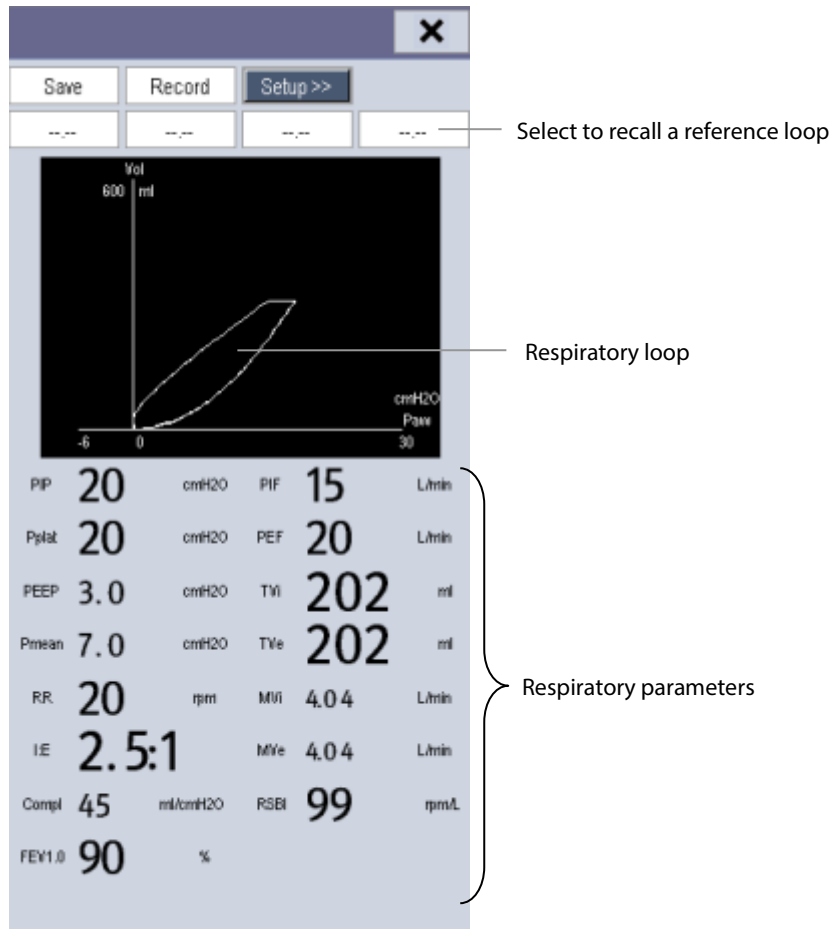 Save Record Setup >>
--.-- --.-- --.-- --.--
Select to recall a reference loop
Vol
600 ml
Respiratory loop
cmH2O
Paw
-6 0 30
PIP 20 cmH2O PIF 15 L/min
Pplat 20 cmH2O PEF 20 L/min
PEEP 3.0 cmH2O TVi 202 ml
Pmean 7.0 cmH2O TVe 202 ml
Respiratory parameters
RR 20 rpm MVi 4.04 L/min
I:E 2.5:1 MVe 4.04 L/min
Compl 45 ml/cmH2O RSBI 99 rpm/L
FEV1.0 90 %